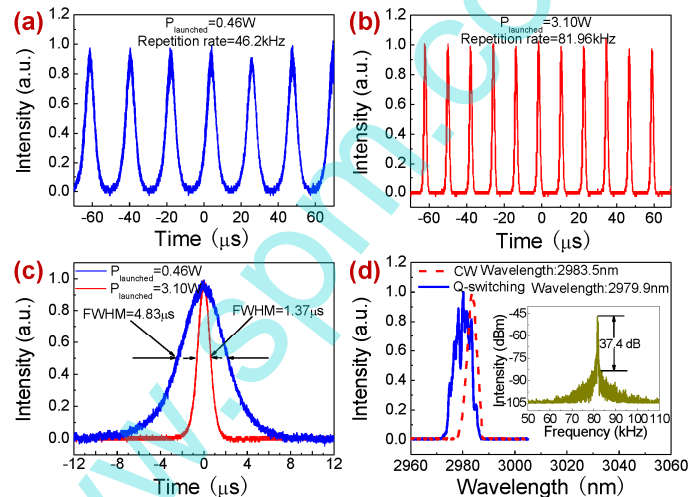 (a)
P launched=0.46W
Repetition rate=46.2kHz
Intensity (a.u.)
1.2
1.0
0.8
0.6
0.4
0.2
0.0
-60 -40 -20 0 20 40 60
Time (μs)
(b)
P launched=3.10W
Repetition rate=81.96kHz
Intensity (a.u.)
1.2
1.0
0.8
0.6
0.4
0.2
0.0
-60 -40 -20 0 20 40 60
Time (μs)
(c)
P launched=0.46W
P launched=3.10W
FWHM=4.83μs
FWHM=1.37μs
Intensity (a.u.)
1.0
0.8
0.6
0.4
0.2
0.0
-12 -8 -4 0 4 8 12
Time (μs)
(d)
CW Wavelength:2983.5nm
Q-switching Wavelength:2979.9nm
Intensity (a.u.)
1.2
1.0
0.8
0.6
0.4
0.2
0.0
2960 2980 3000 3020 3040 3060
Wavelength (nm)
Intensity (dBm)
-45
-60
-75
-90
-105
37.4 dB
50 60 70 80 90 100 110
Frequency (kHz)
www.spm.co